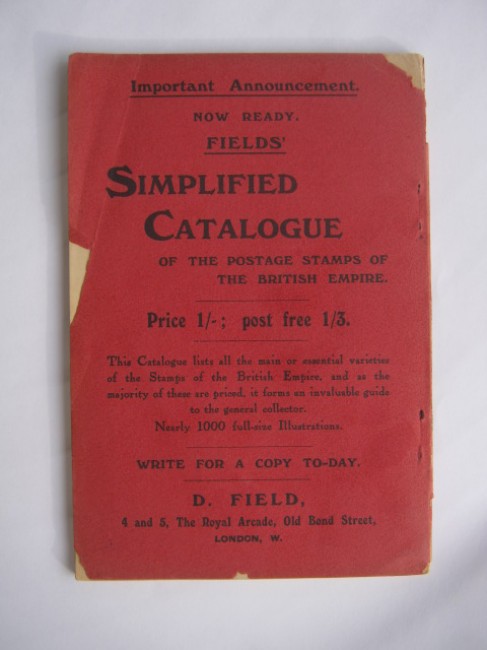 Important Announcement.
NOW READY.
FIELDS'
SIMPLIFIED
CATALOGUE
OF THE POSTAGE STAMPS OF
THE BRITISH EMPIRE.
Price 1/-; post free 1/3.
This Catalogue lists all the main or essential varieties
of the Stamps of the British Empire, and as the
majority of these are priced, it forms an invaluable guide
to the general collector.
Nearly 1000 full-size Illustrations.
WRITE FOR A COPY TO-DAY.
D. FIELD,
4 and 5, The Royal Arcade, Old Bond Street,
LONDON, W.